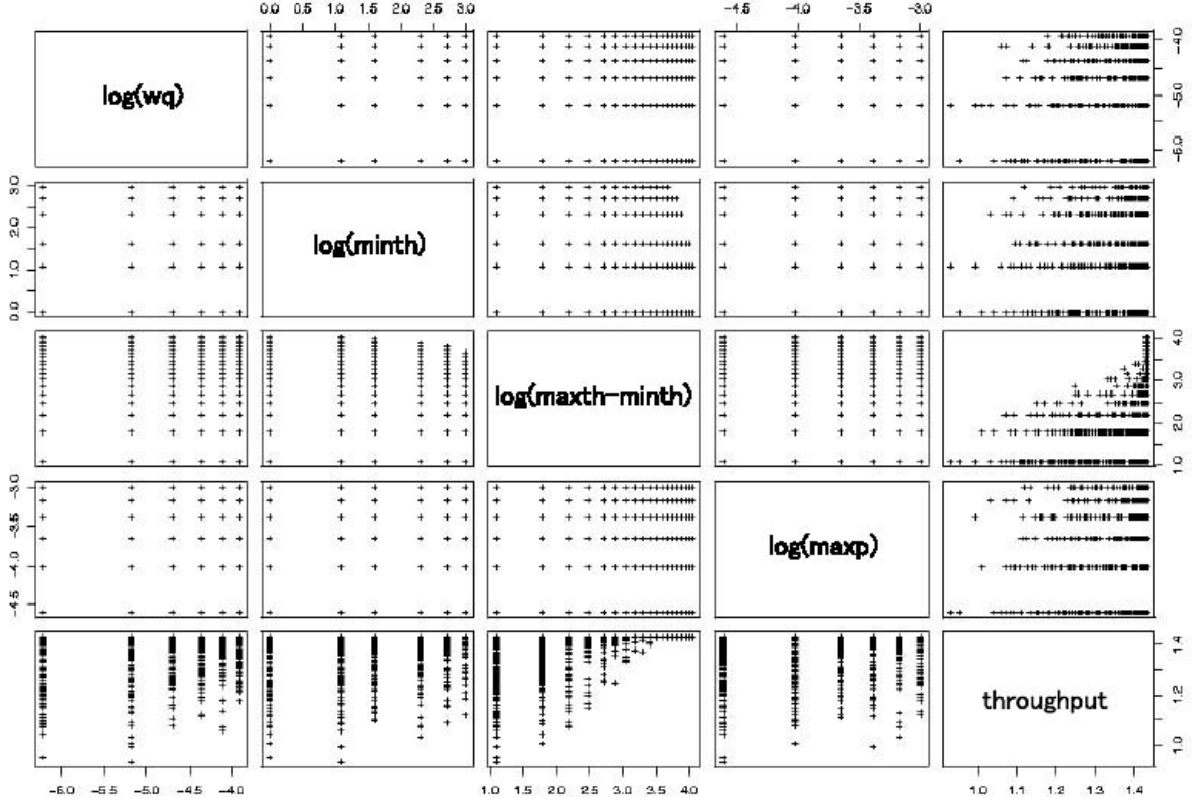 0.0 0.5 1.0 1.5 2.0 2.5 3.0
-4.5 -4.0 -3.5 -3.0
log(wq)
-6.0 -5.0 -4.0
0.0 1.0 2.0 3.0
log(minth)
log(maxth-minth)
1.0 2.0 3.0 4.0
-4.5 -4.0 -3.5 -3.0
log(maxp)
throughput
1.0 1.2 1.4
-6.0 -5.5 -5.0 -4.5 -4.0
1.0 1.5 2.0 2.5 3.0 3.5 4.0
1.0 1.1 1.2 1.3 1.4